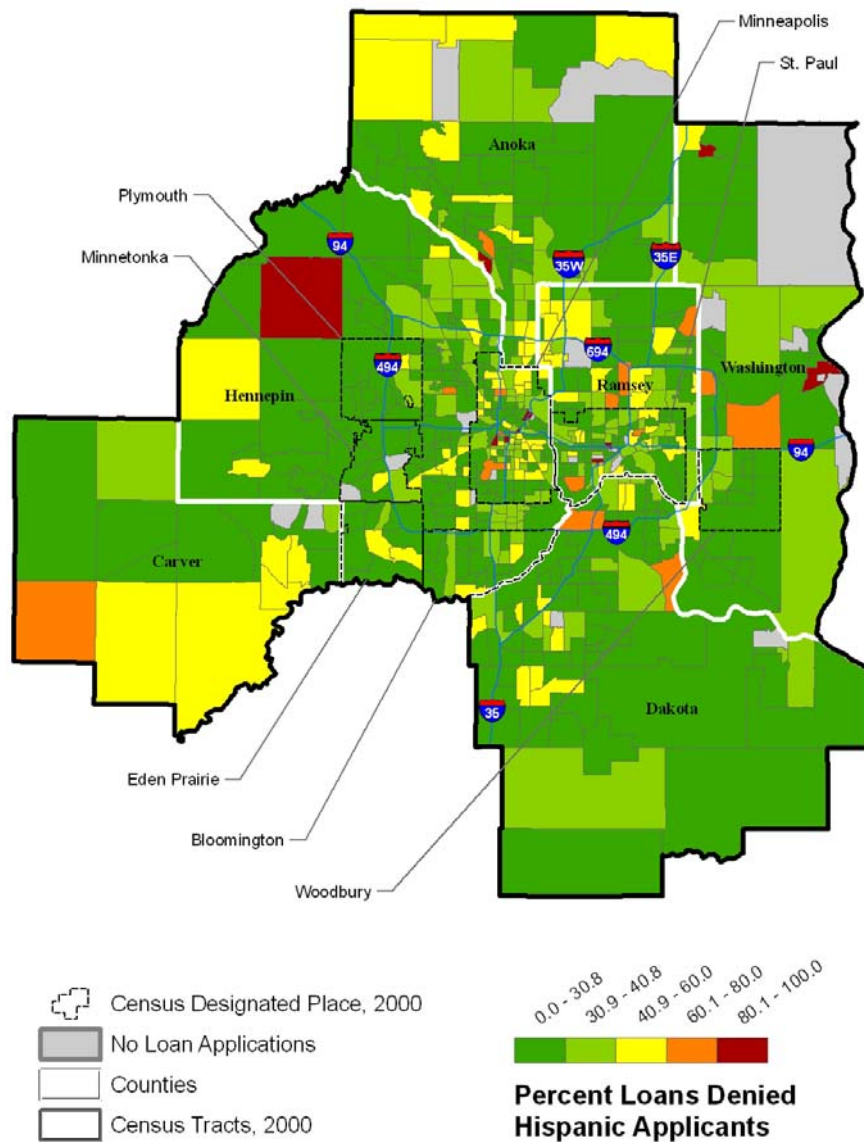 Minneapolis
St. Paul
Anoka
Plymouth
Minnetonka
94
35W
35E
494
694
Hennepin
Ramsey
Washington
94
494
Carver
35
Dakota
Eden Prairie
Bloomington
Woodbury
0.0 - 30.8
30.9 - 40.8
40.9 - 60.0
60.1 - 80.0
80.1 - 100.0
Census Designated Place, 2000
No Loan Applications
Counties
Census Tracts, 2000
Percent Loans Denied
Hispanic Applicants